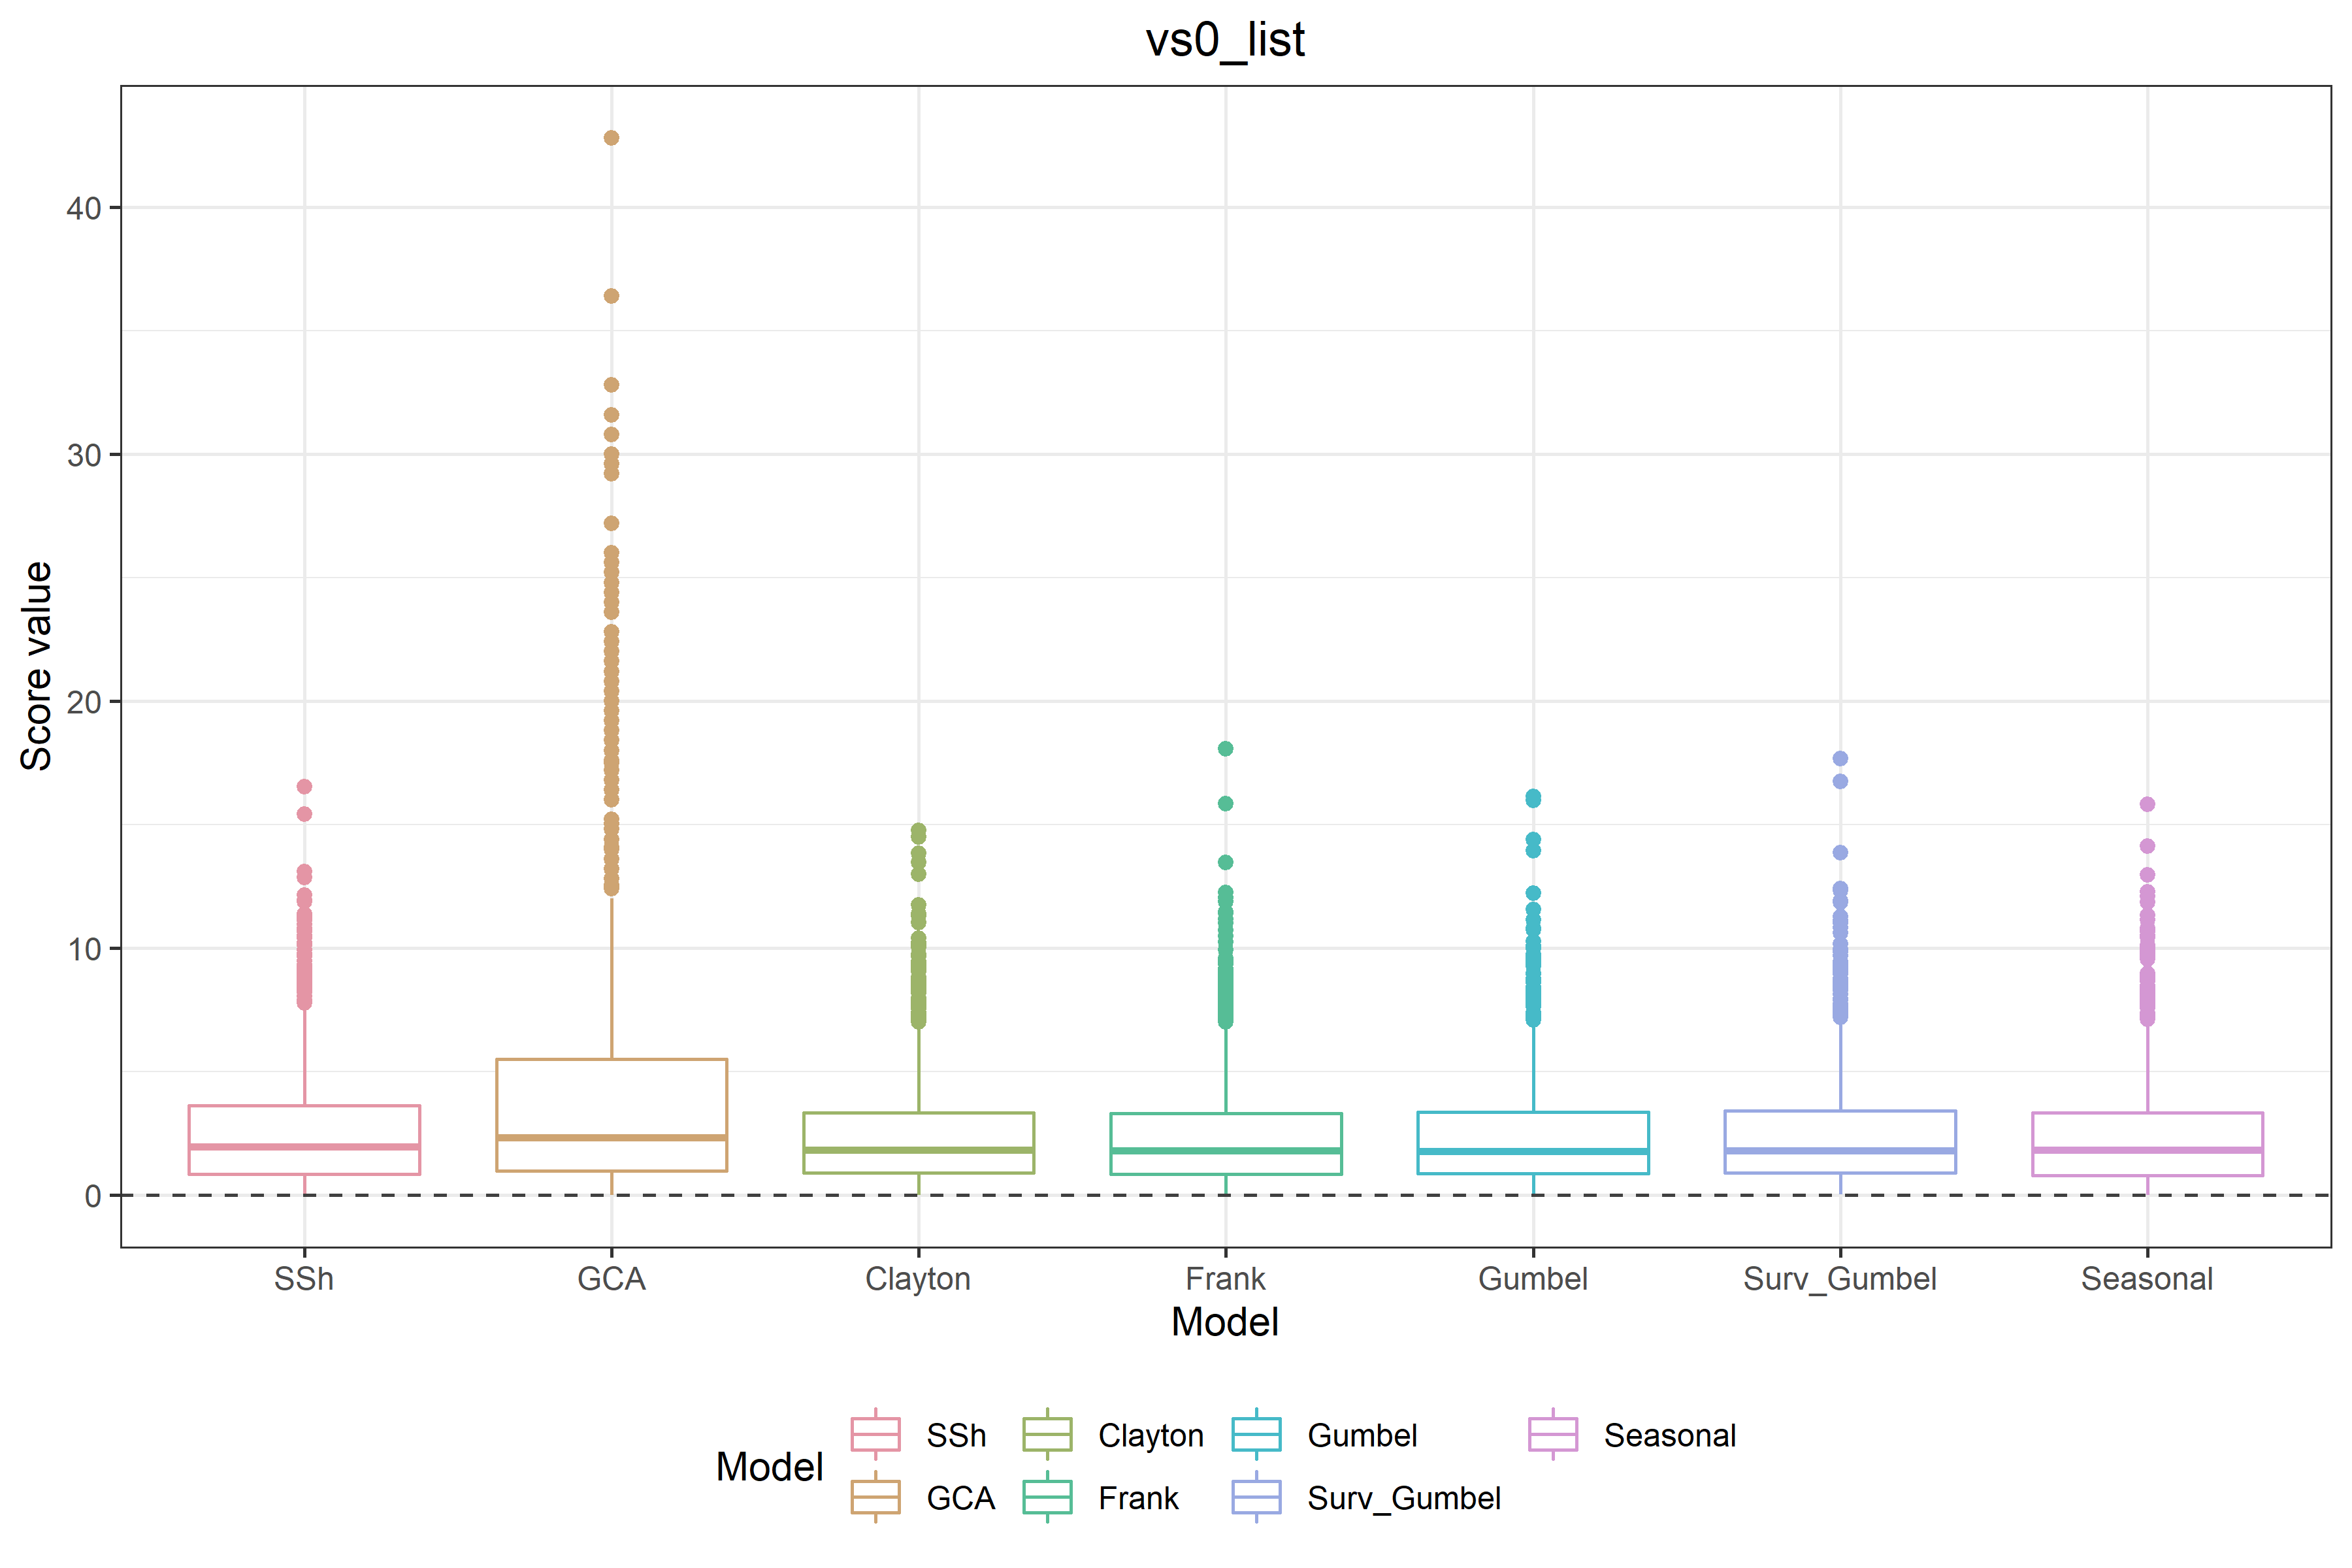 vs0_list
Score value
40
30
20
10
0
SSh GCA Clayton Frank Gumbel Surv_Gumbel Seasonal
Model
Model
SSh Clayton Gumbel Seasonal
GCA Frank Surv_Gumbel